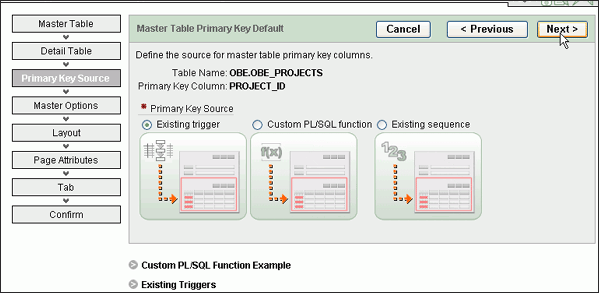 Master Table
Detail Table
Primary Key Source
Master Options
Layout
Page Attributes
Tab
Confirm
Master Table Primary Key Default
Cancel
< Previous
Next >
Define the source for master table primary key columns.
Table Name: OBE.OBE_PROJECTS
Primary Key Column: PROJECT_ID
* Primary Key Source
Existing trigger
Custom PL/SQL function
Existing sequence
f(x)
123
Custom PL/SQL Function Example
Existing Triggers